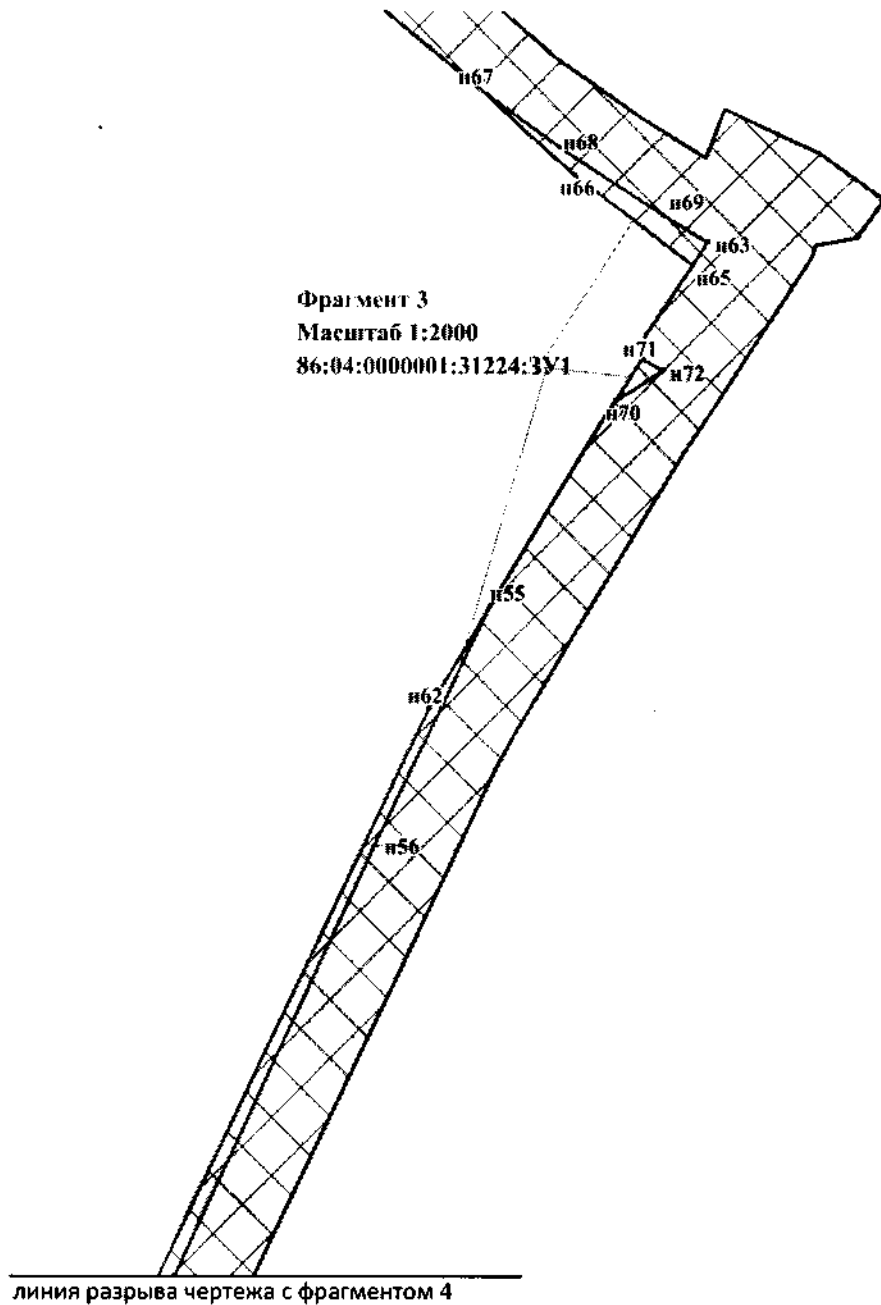 н67
н68
н66
н69
н63
н65
Фрагмент 3
Масштаб 1:2000
86:04:0000001:31224:ЗУ1
н71
н72
н70
н55
н62
н56
линия разрыва чертежа с фрагментом 4